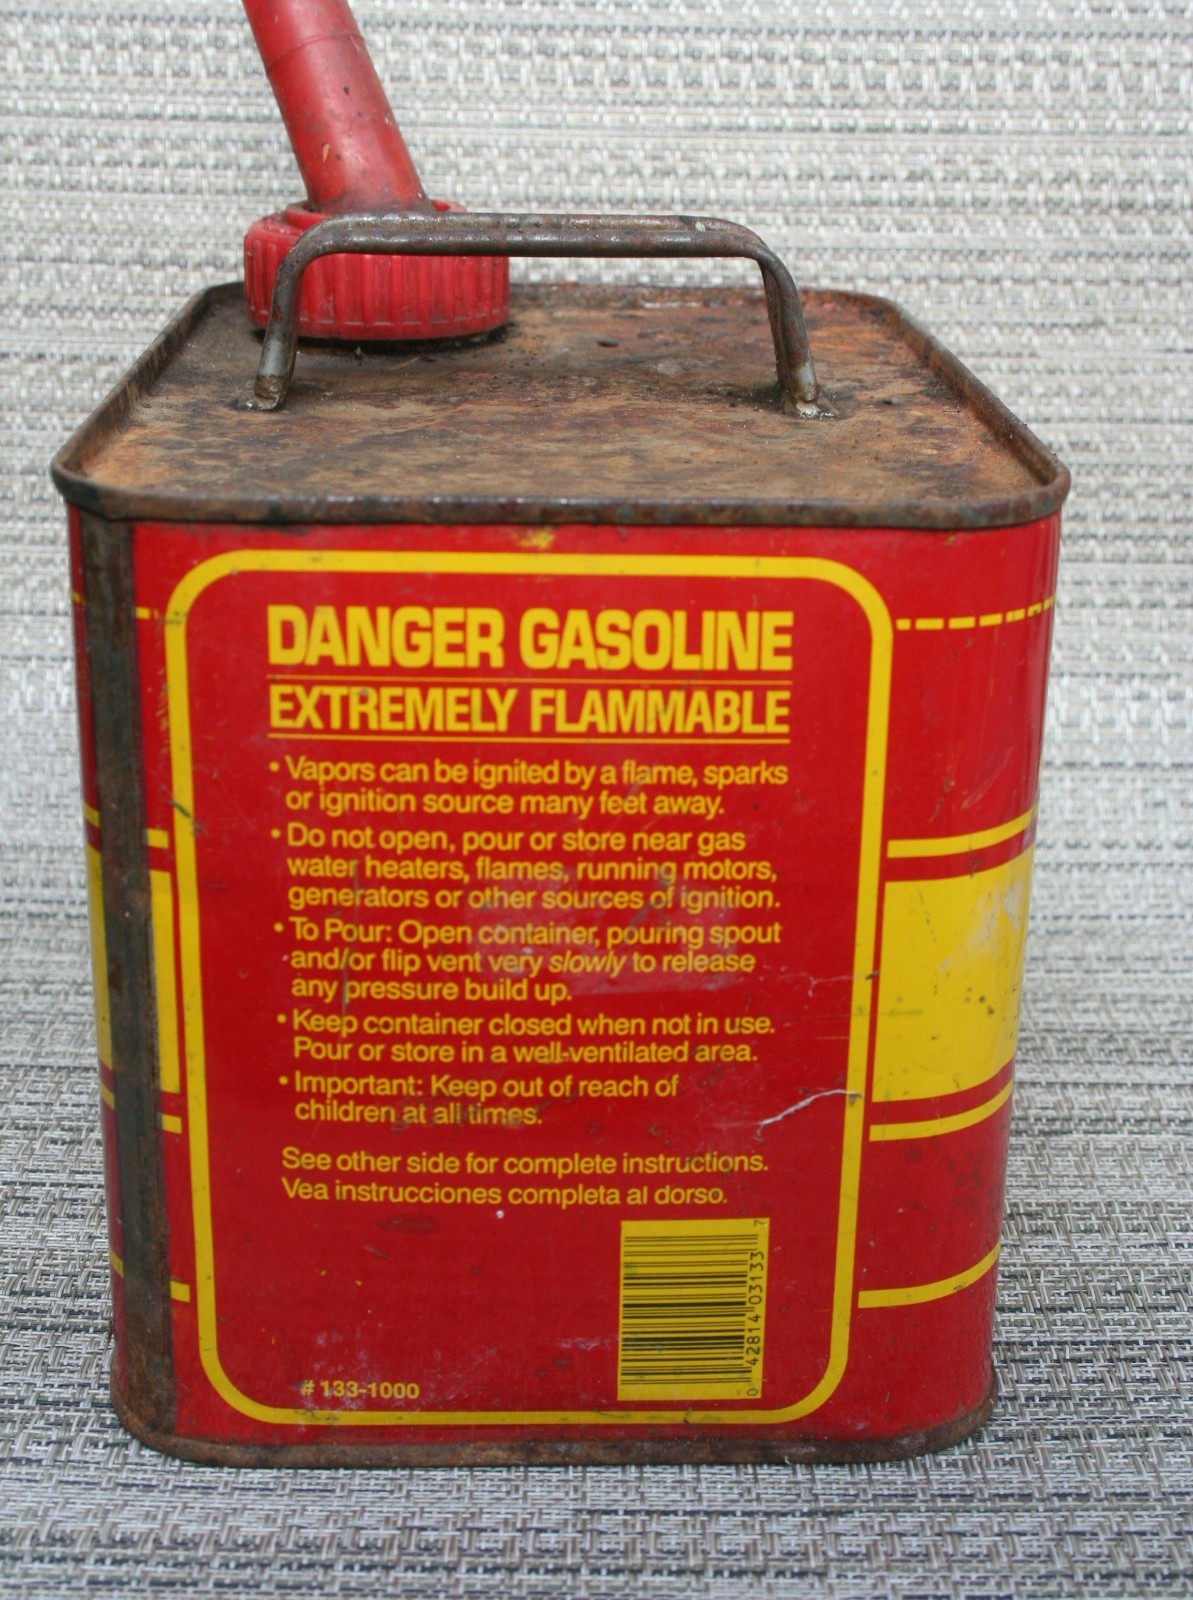 DANGER GASOLINE
EXTREMELY FLAMMABLE
• Vapors can be ignited by a flame, sparks
or ignition source many feet away.
• Do not open, pour or store near gas
water heaters, flames, running motors,
generators or other sources of ignition.
• To Pour: Open container, pouring spout
and/or flip vent very slowly to release
any pressure build up.
• Keep container closed when not in use.
Pour or store in a well-ventilated area.
• Important: Keep out of reach of
children at all times.
See other side for complete instructions.
Vea instrucciones completa al dorso.
0 42814 03133 7
# 133-1000